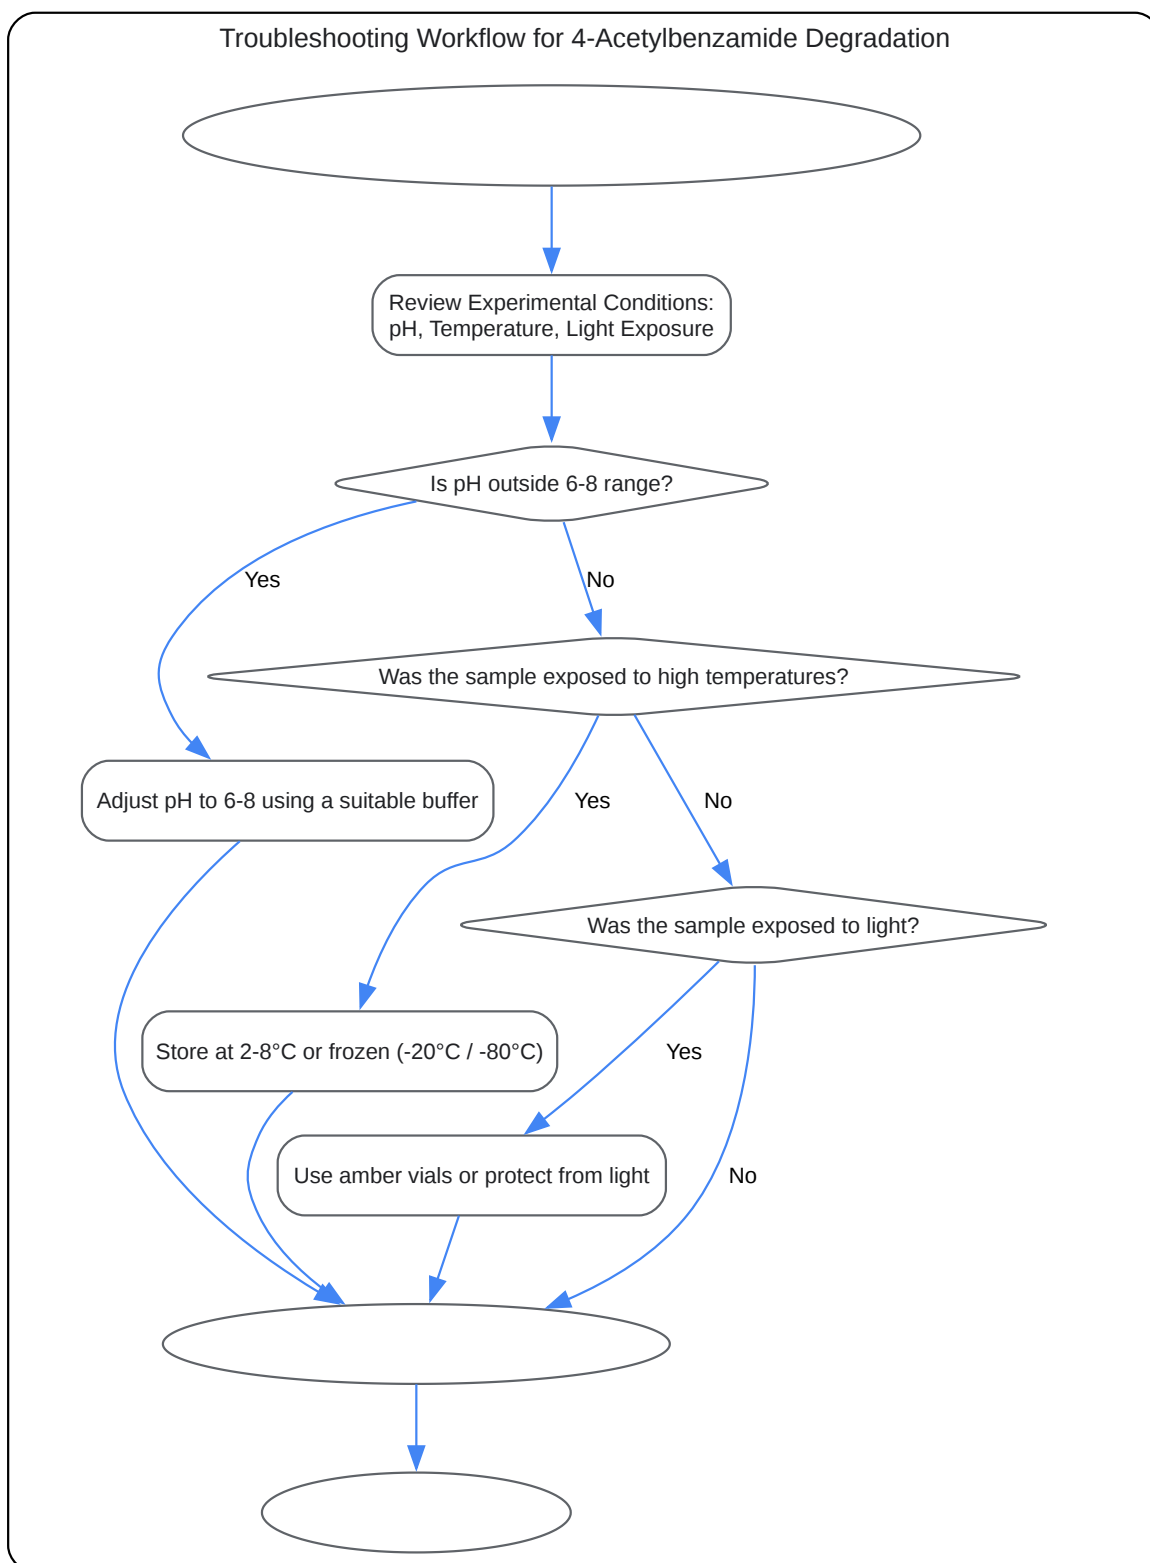 Troubleshooting Workflow for 4-Acetylbenzamide Degradation
Review Experimental Conditions:
pH, Temperature, Light Exposure
Is pH outside 6-8 range?
Yes
No
Was the sample exposed to high temperatures?
Adjust pH to 6-8 using a suitable buffer
Yes
No
Was the sample exposed to light?
Store at 2-8°C or frozen (-20°C / -80°C)
Yes
Use amber vials or protect from light
No